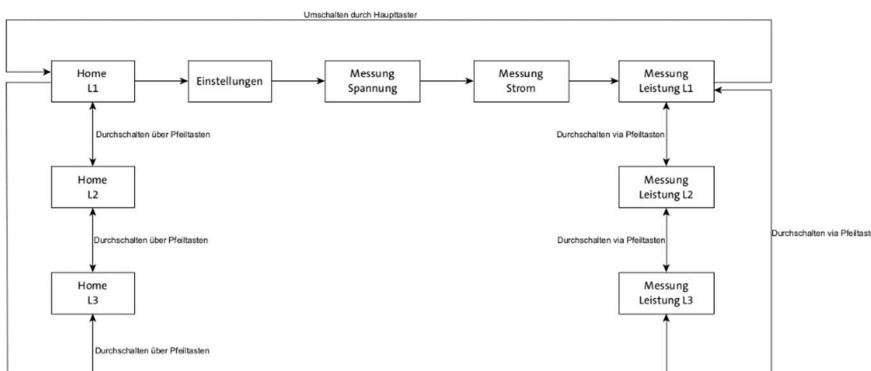 Umschalten durch Haupttaster
Home
L1
Einstellungen
Messung
Spannung
Messung
Strom
Messung
Leistung L1
Durchschalten über Pfeiltasten
Durchschalten via Pfeiltasten
Home
L2
Messung
Leistung L2
Durchschalten über Pfeiltasten
Durchschalten via Pfeiltasten
Durchschalten via Pfeiltaste
Home
L3
Messung
Leistung L3
Durchschalten über Pfeiltasten